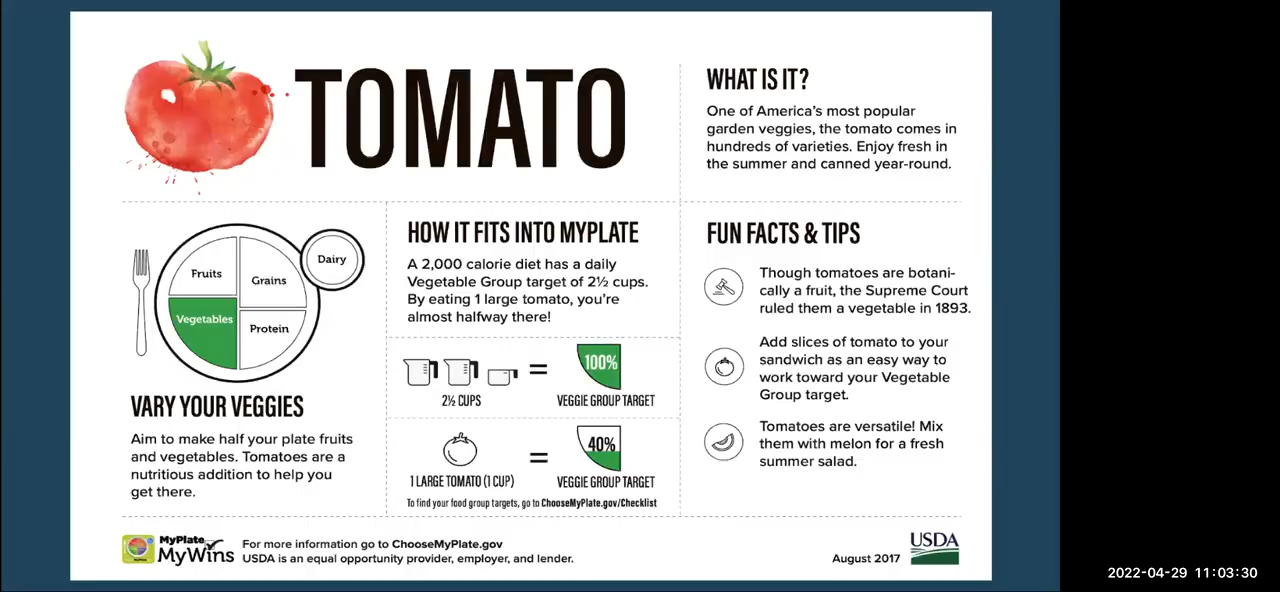 TOMATO
WHAT IS IT?
One of America's most popular
garden veggies, the tomato comes in
hundreds of varieties. Enjoy fresh in
the summer and canned year-round.
Fruits
Grains
Dairy
Vegetables
Protein
VARY YOUR VEGGIES
Aim to make half your plate fruits
and vegetables. Tomatoes are a
nutritious addition to help you
get there.
HOW IT FITS INTO MYPLATE
A 2,000 calorie diet has a daily
Vegetable Group target of 2½ cups.
By eating 1 large tomato, you're
almost halfway there!
=
100%
2½ CUPS
VEGGIE GROUP TARGET
=
40%
1 LARGE TOMATO (1 CUP)
VEGGIE GROUP TARGET
To find your food group targets, go to ChooseMyPlate.gov/Checklist
FUN FACTS & TIPS
Though tomatoes are botani-
cally a fruit, the Supreme Court
ruled them a vegetable in 1893.
Add slices of tomato to your
sandwich as an easy way to
work toward your Vegetable
Group target.
Tomatoes are versatile! Mix
them with melon for a fresh
summer salad.
MyPlate
MyWins
For more information go to ChooseMyPlate.gov
USDA is an equal opportunity provider, employer, and lender.
August 2017
USDA
2022-04-29 11:03:30